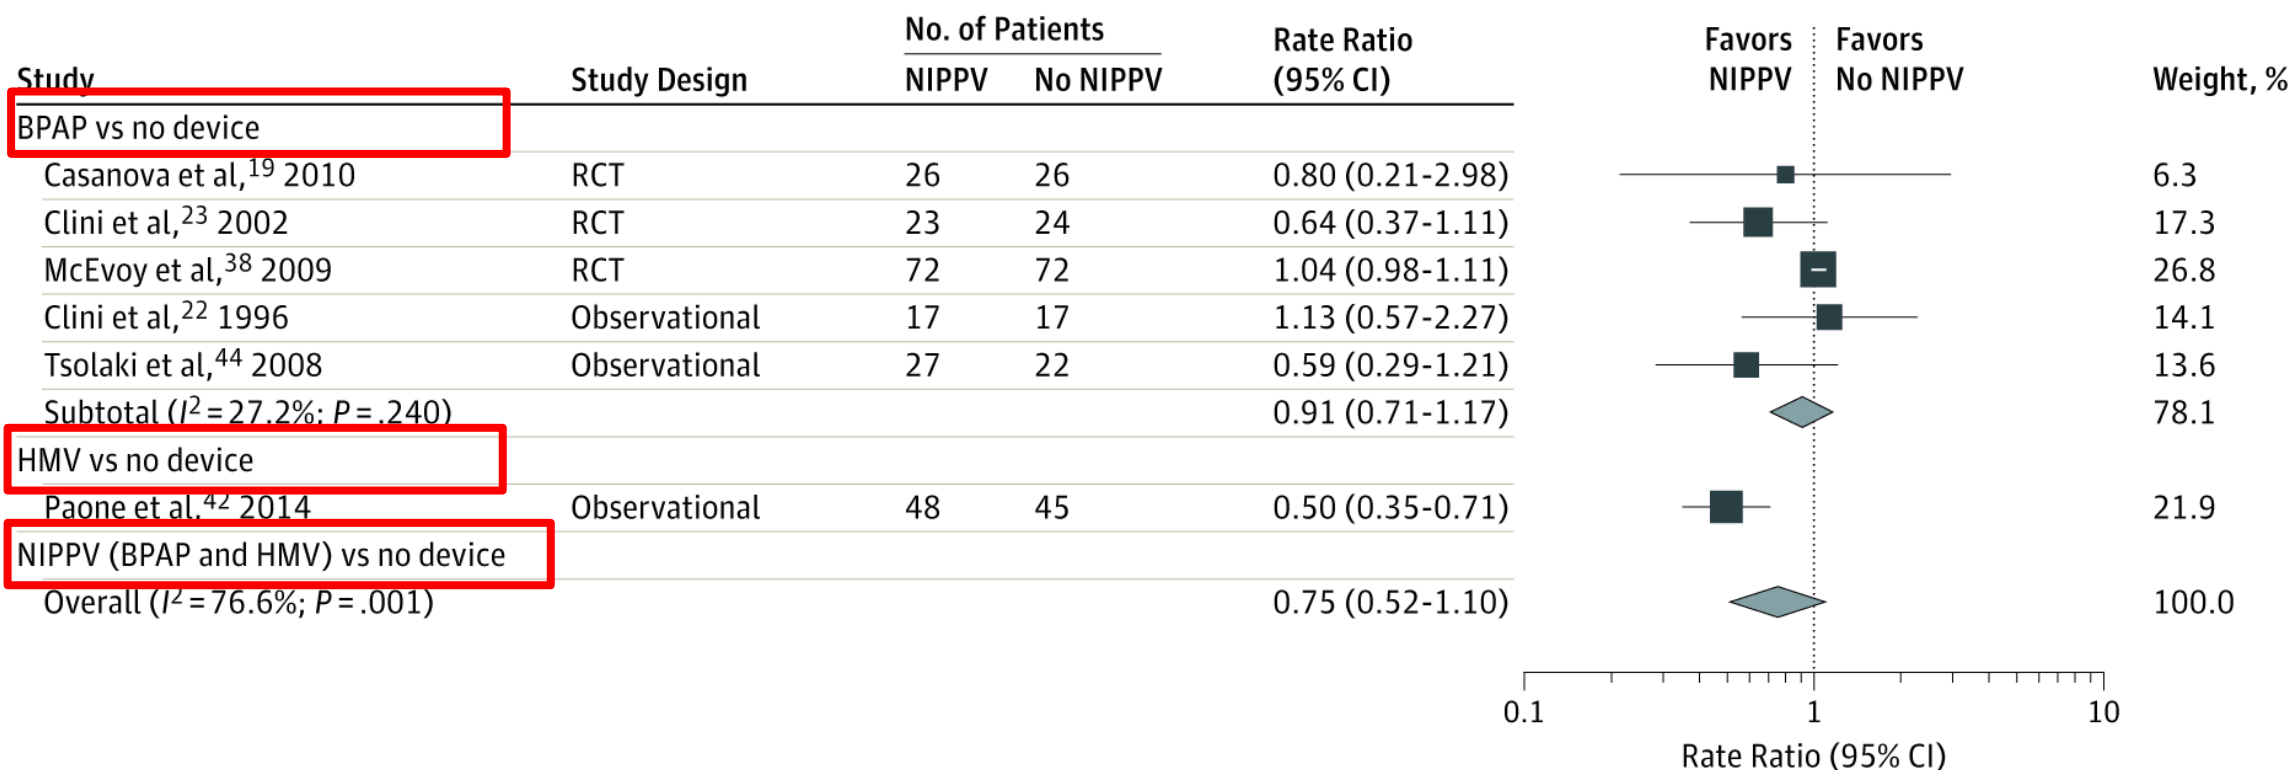 No. of Patients
Study Study Design NIPPV No NIPPV Rate Ratio (95% CI) Favors NIPPV Favors No NIPPV Weight, %
BPAP vs no device
Casanova et al,19 2010 RCT 26 26 0.80 (0.21-2.98) 6.3
Clini et al,23 2002 RCT 23 24 0.64 (0.37-1.11) 17.3
McEvoy et al,38 2009 RCT 72 72 1.04 (0.98-1.11) 26.8
Clini et al,22 1996 Observational 17 17 1.13 (0.57-2.27) 14.1
Tsolaki et al,44 2008 Observational 27 22 0.59 (0.29-1.21) 13.6
Subtotal (I2 = 27.2%; P = .240) 0.91 (0.71-1.17) 78.1
HMV vs no device
Paone et al,42 2014 Observational 48 45 0.50 (0.35-0.71) 21.9
NIPPV (BPAP and HMV) vs no device
Overall (I2 = 76.6%; P = .001) 0.75 (0.52-1.10) 100.0
0.1 1 10
Rate Ratio (95% CI)